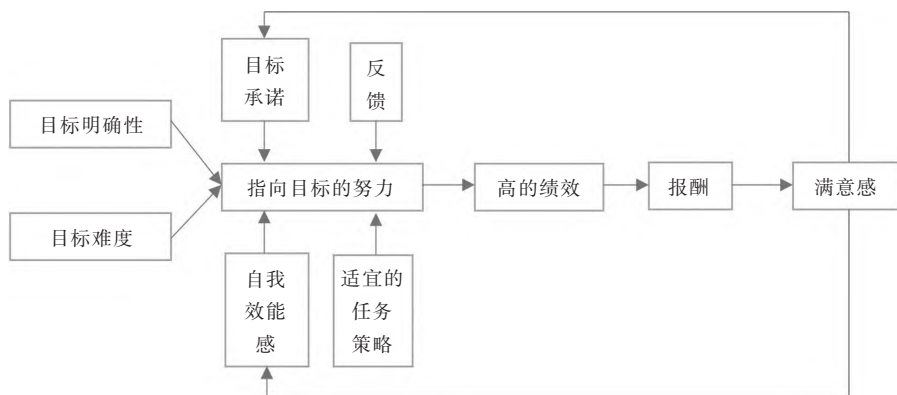 目标
承诺
反
馈
目标明确性
指向目标的努力
高的绩效
报酬
满意感
目标难度
自我
效能
感
适宜的
任务
策略